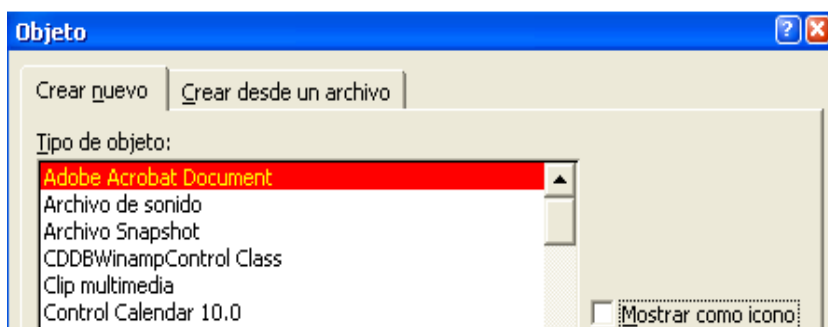 Objeto
Crear nuevo
Crear desde un archivo
Tipo de objeto:
Adobe Acrobat Document
Archivo de sonido
Archivo Snapshot
CDDBWinampControl Class
Clip multimedia
Control Calendar 10.0
Mostrar como icono